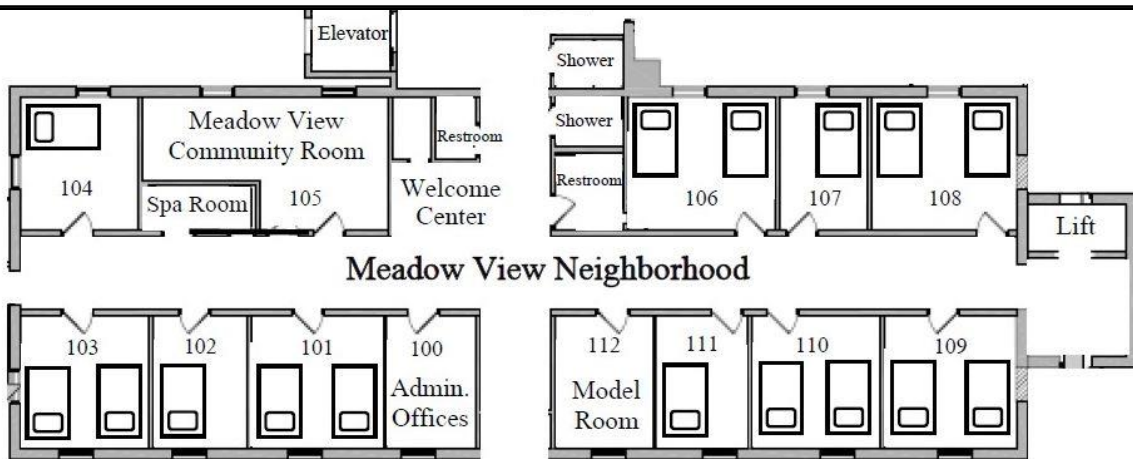 Elevator
Shower
Meadow View
Community Room
Restroom
Shower
104
Spa Room
105
Welcome
Center
Restroom
106
107
108
Lift
Meadow View Neighborhood
103
102
101
100
Admin.
Offices
112
Model
Room
111
110
109